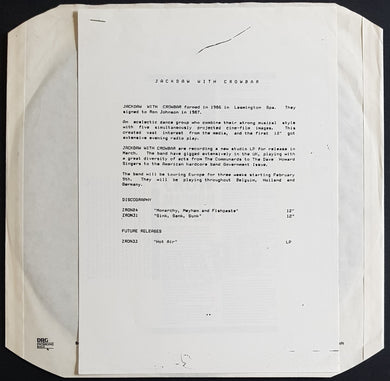 JACKDAW WITH CROWBAR
JACKDAW WITH CROWBAR formed in 1986 in Leamington Spa. They
signed to Ron Johnson in 1987.
An acelectic dance group who combine their strong musical style
with five simultaneously projected cine-film images. This
created vast interest from the media, and the first 12" got
extensive evening radio play.
JACKDAW WITH CROWBAR are recording a new studio LP for release in
March. The band have gigged extensively in the UK, playing with
a great diversity of acts from The Communards to The Dave Howard
Singers to the American hardcore band Government Issue.
The band will be touring Europe for three weeks starting February
9th. They will be playing throughout Belgium, Holland and
Germany.
DISCOGRAPHY
ZRON24 "Monarchy, Mayhem and Fishpaste" 12"
ZRON31 "Sink, Sank, Sunk" 12"
FUTURE RELEASES
ZRON32 "Hot Air" LP